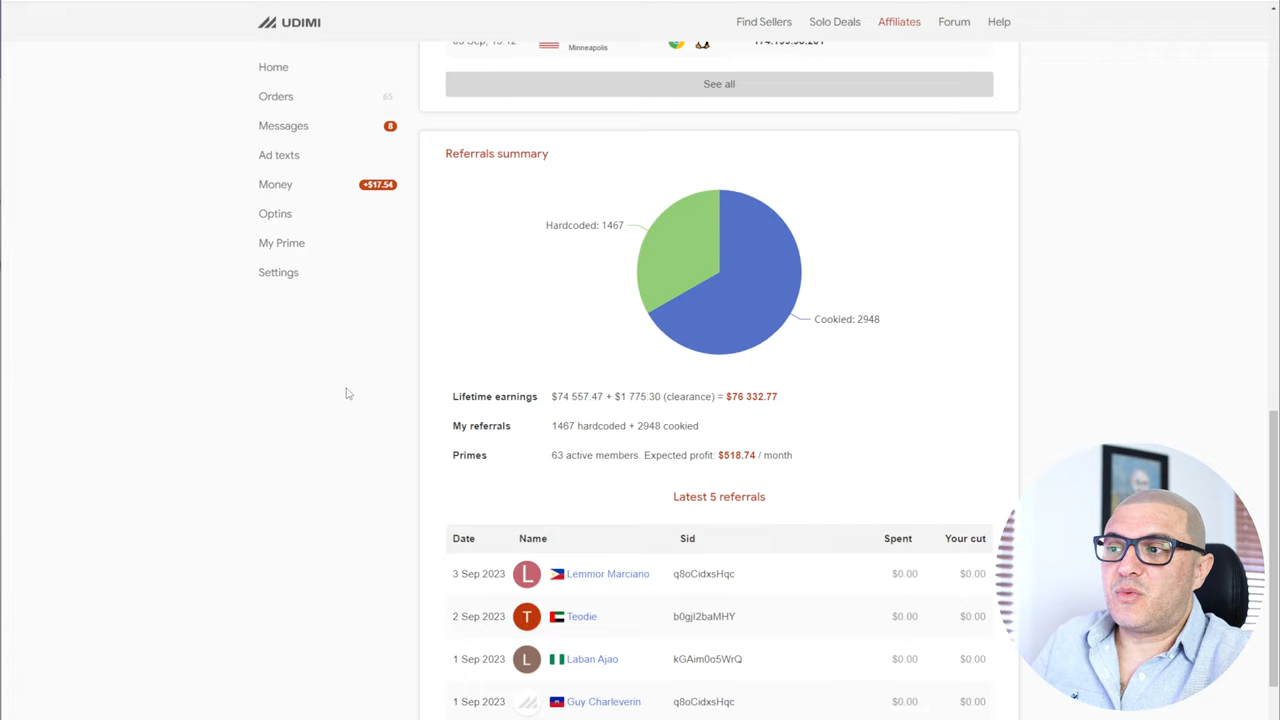 UDIMI
Find Sellers
Solo Deals
Affiliates
Forum
Help
Home
Orders 65
Messages 8
Ad texts
Money +$17.54
Optins
My Prime
Settings
Minneapolis
See all
Referrals summary
Hardcoded: 1467
Cookied: 2948
Lifetime earnings $74 557.47 + $1 775.30 (clearance) = $76 332.77
My referrals 1467 hardcoded + 2948 cookied
Primes 63 active members. Expected profit: $518.74 / month
Latest 5 referrals
Date Name Sid Spent Your cut
3 Sep 2023 L Lemmor Marciano q8oCidxsHqc $0.00 $0.00
2 Sep 2023 T Teodie b0gjI2baMHY $0.00 $0.00
1 Sep 2023 L Laban Ajao kGAim0o5WrQ $0.00 $0.00
1 Sep 2023 Guy Charleverin q8oCidxsHqc $0.00 $0.00